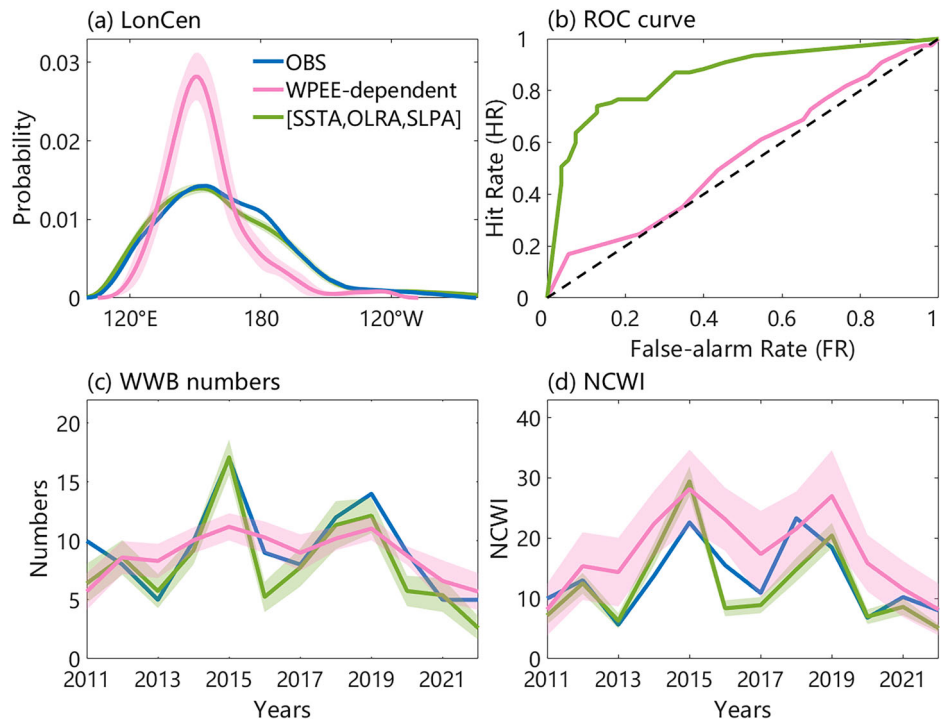 (a) LonCen
0.03
0.02
0.01
0
Probability
OBS
WPEE-dependent
[SSTA,OLRA,SLPA]
120°E
180
120°W
(b) ROC curve
1
0.8
0.6
0.4
0.2
0
Hit Rate (HR)
0
0.2
0.4
0.6
0.8
1
False-alarm Rate (FR)
(c) WWB numbers
20
15
10
5
0
Numbers
2011
2013
2015
2017
2019
2021
Years
(d) NCWI
40
30
20
10
0
NCWI
2011
2013
2015
2017
2019
2021
Years